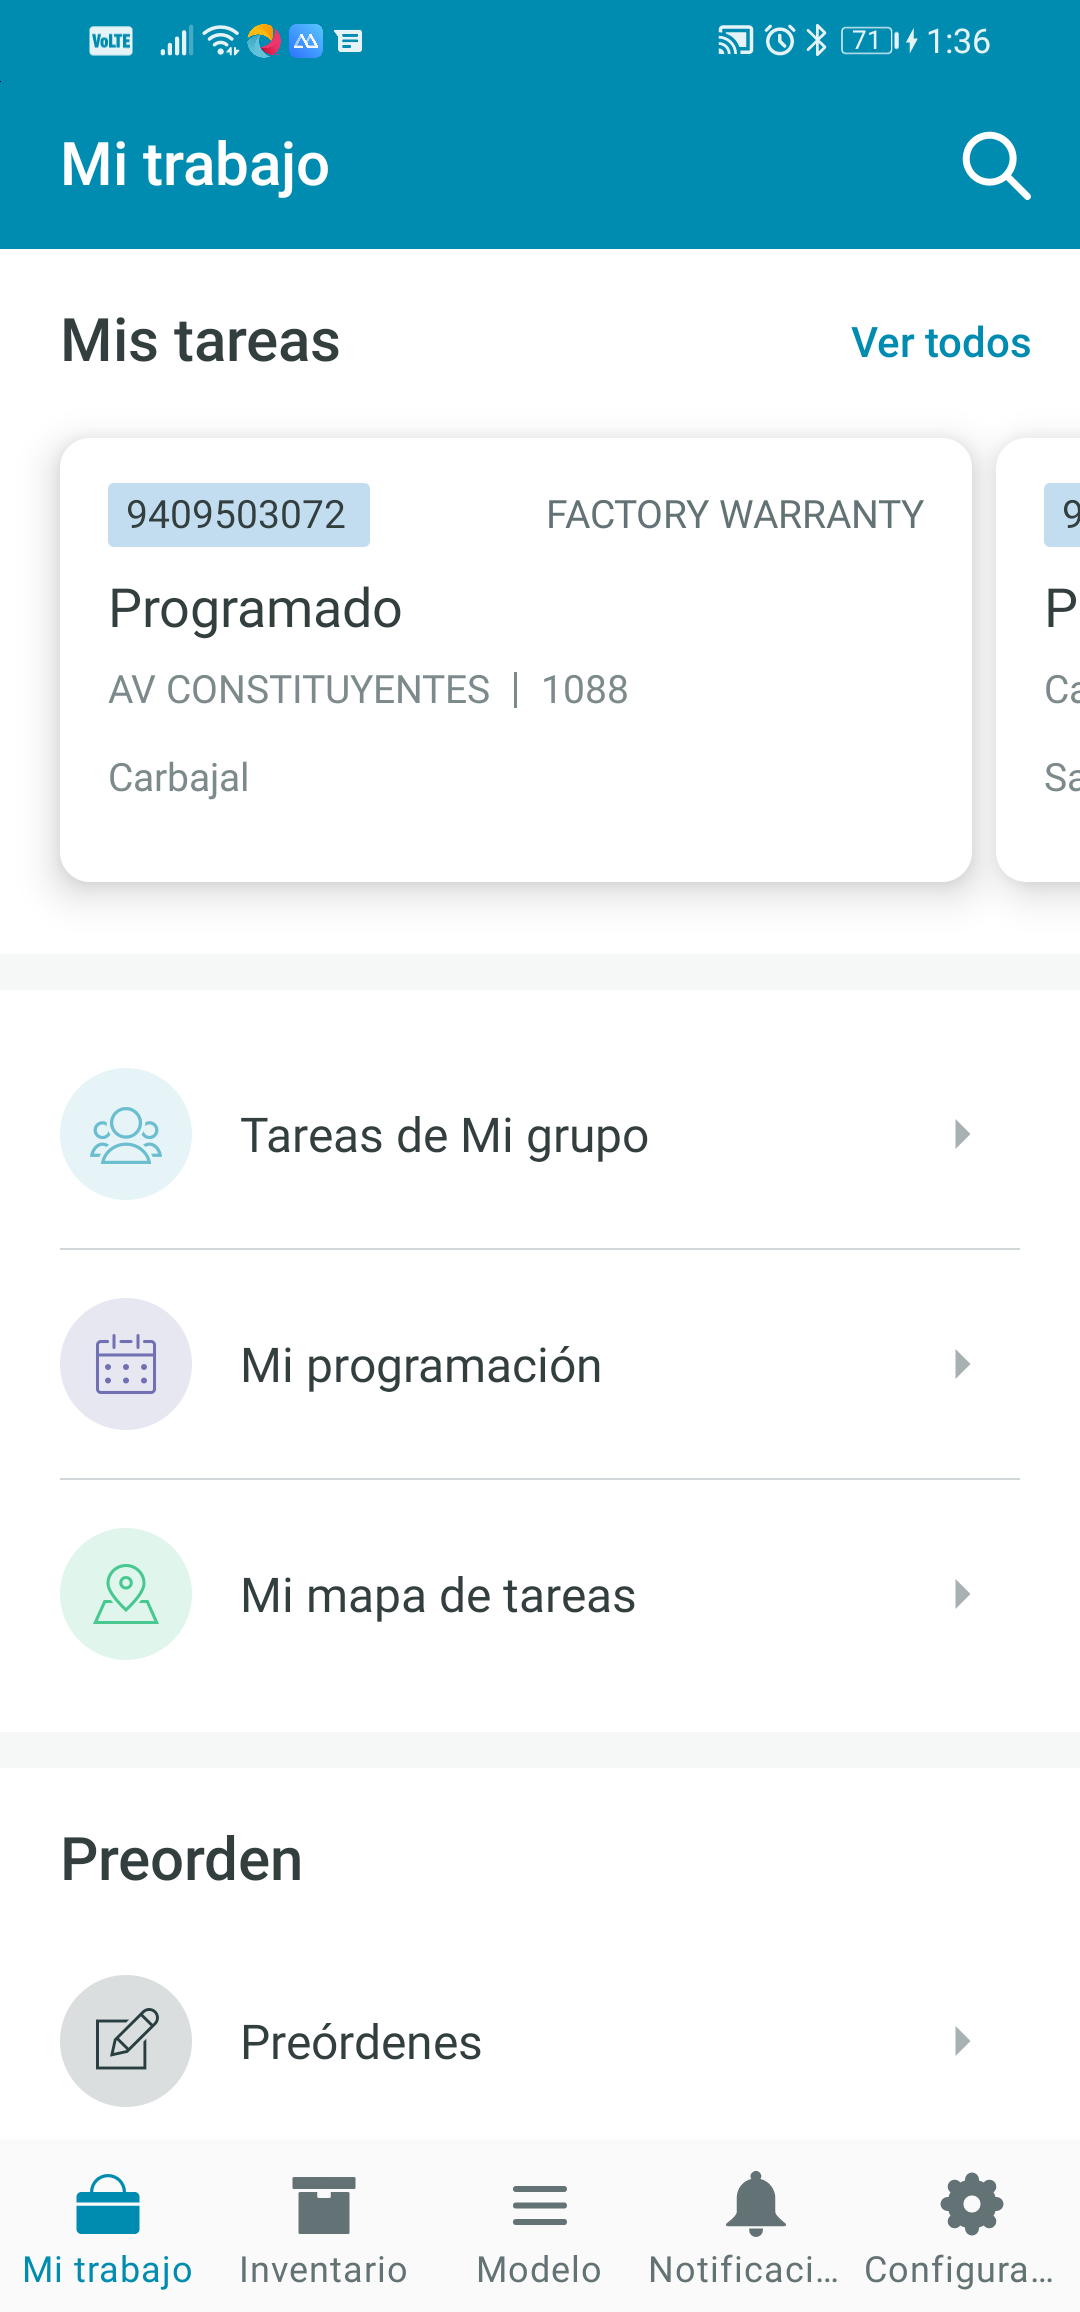 VoLTE 71 1:36
Mi trabajo
Mis tareas Ver todos
9409503072 FACTORY WARRANTY 9
Programado P
AV CONSTITUYENTES | 1088 Ca
Carbajal Sa
Tareas de Mi grupo
Mi programación
Mi mapa de tareas
Preorden
Preórdenes
Mi trabajo Inventario Modelo Notificaci... Configura...